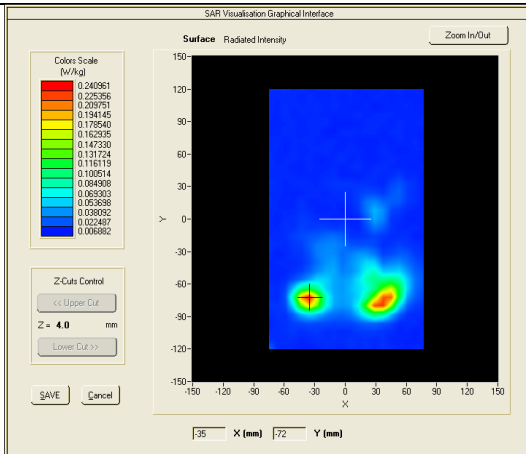 SAR Visualisation Graphical Interface
Surface Radiated Intensity
Zoom In/Out
Colors Scale
(W/kg)
0.240961
0.225356
0.209751
0.194145
0.178540
0.162935
0.147330
0.131724
0.116119
0.100514
0.084908
0.069303
0.053698
0.038092
0.022487
0.006882
Z-Cuts Control
<< Upper Cut
Z = 4.0 mm
Lower Cut >>
SAVE Cancel
150-
120-
90-
60-
30-
0-
-30-
-60-
-90-
-120-
-150-
Y
-150 -120 -90 -60 -30 0 30 60 90 120 150
X
-35 X (mm) -72 Y (mm)